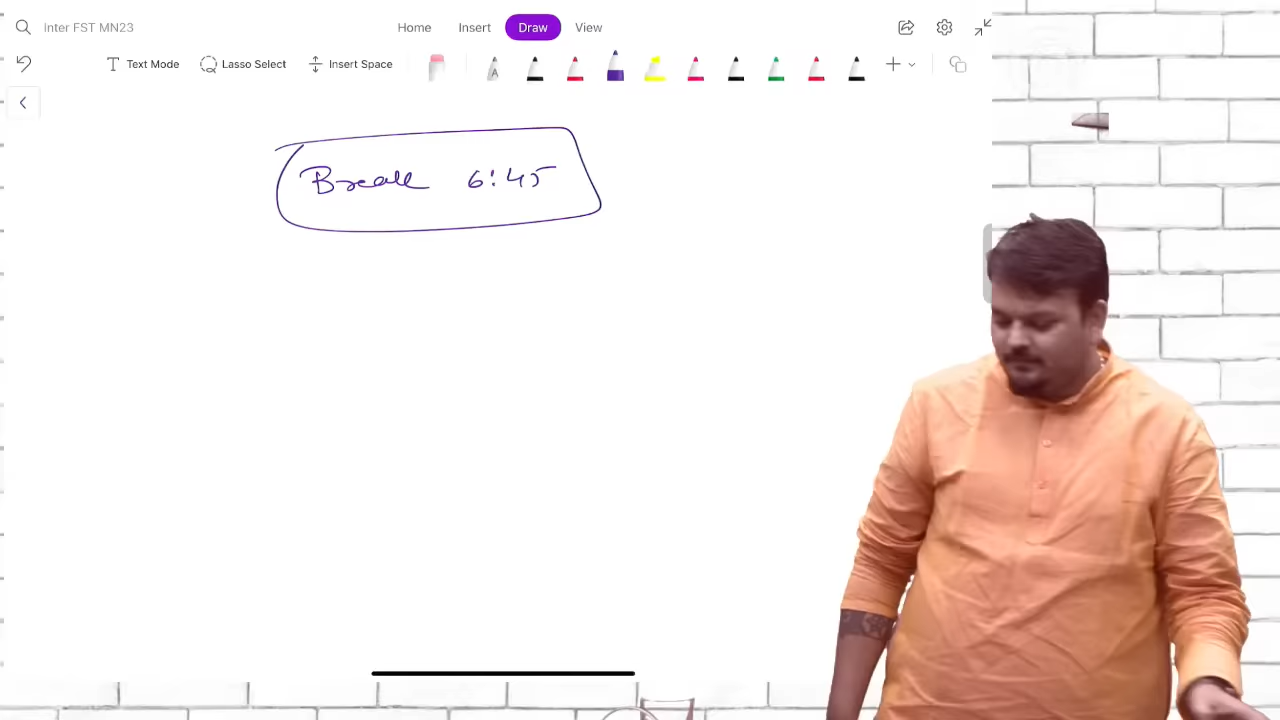 Inter FST MN23
Home Insert Draw View
Text Mode Lasso Select Insert Space
Break 6:45